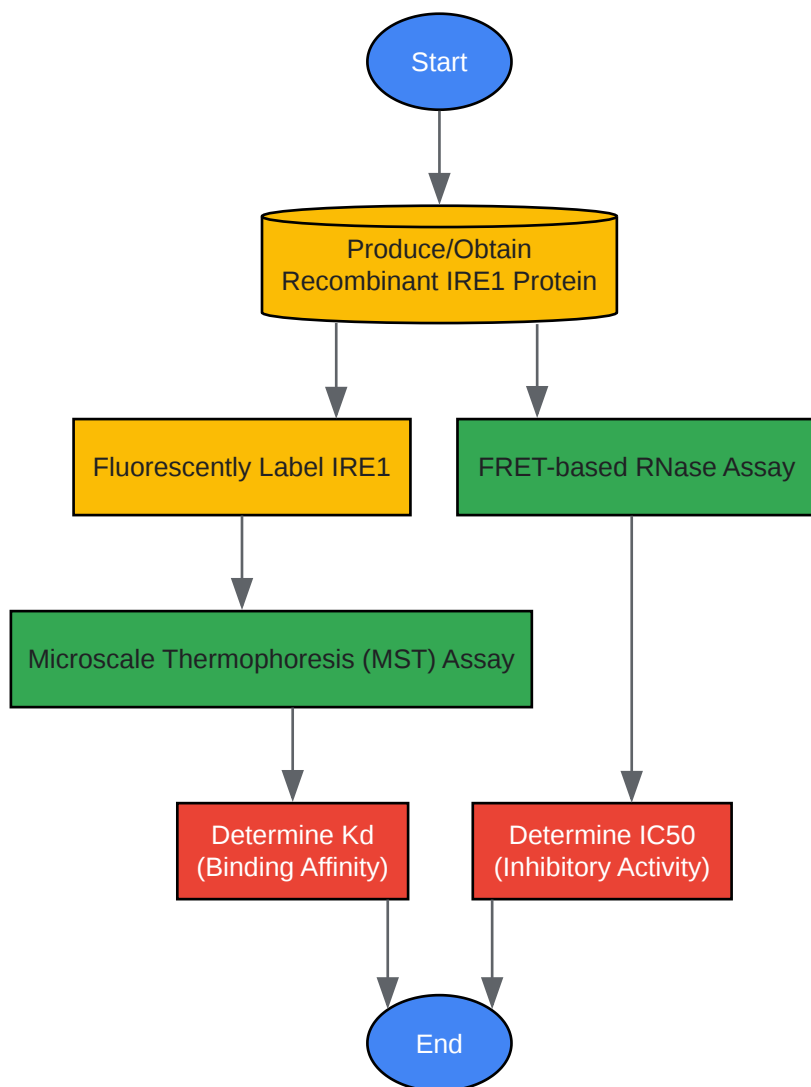 Start
Produce/Obtain
Recombinant IRE1 Protein
Fluorescently Label IRE1
FRET-based RNase Assay
Microscale Thermophoresis (MST) Assay
Determine Kd
(Binding Affinity)
Determine IC50
(Inhibitory Activity)
End